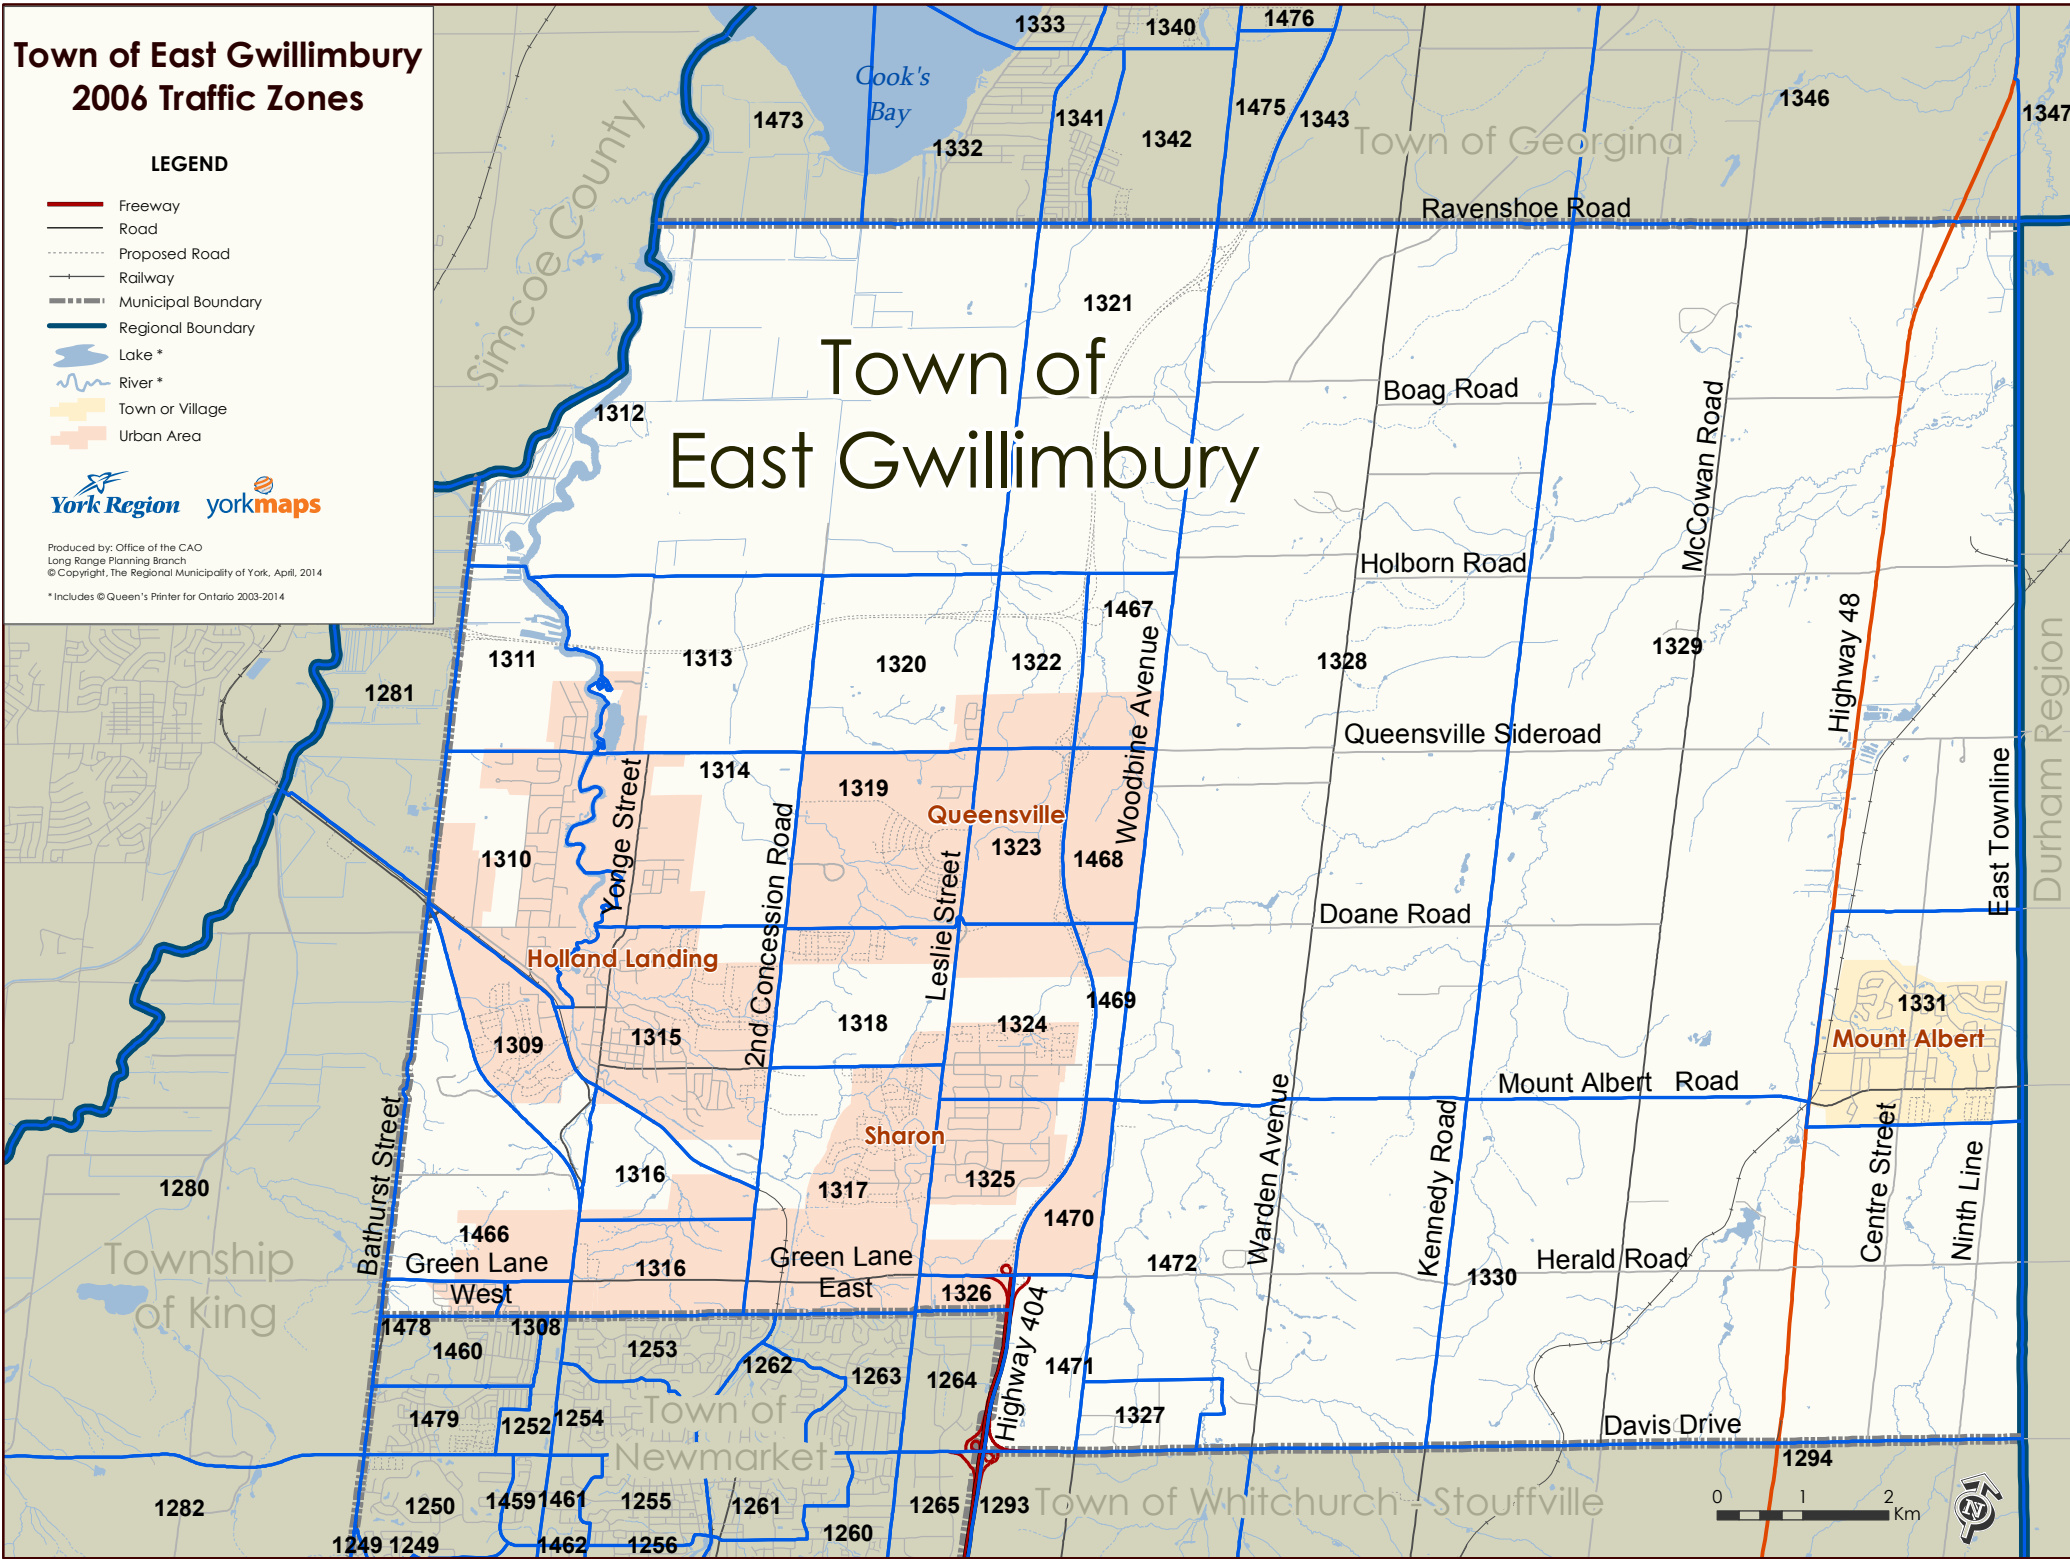 Town of East Gwillimbury
2006 Traffic Zones
LEGEND
Freeway
Road
Proposed Road
Railway
Municipal Boundary
Regional Boundary
Lake *
River *
Town or Village
Urban Area
York Region
yorkmaps
Produced by: Office of the CAO
Long Range Planning Branch
© Copyright, The Regional Municipality of York, April, 2014
* Includes © Queen's Printer for Ontario 2003-2014
1333
1340
1476
Cook's
Bay
1473
1332
1341
1342
1475
1343
1346
1347
Town of Georgina
Simcoe County
Ravenshoe Road
1321
Town of
East Gwillimbury
1312
Boag Road
McCowan Road
Holborn Road
1467
Highway 48
1311
1313
1320
1322
Woodbine Avenue
1328
1329
Durham Region
1281
Queensville Sideroad
1314
1319
Queensville
1310
Yonge Street
2nd Concession Road
1323
1468
East Townline
Leslie Street
Doane Road
Holland Landing
1469
1331
1309
1315
1318
1324
Mount Albert
Mount Albert Road
Bathurst Street
Sharon
Warden Avenue
Kennedy Road
Centre Street
Ninth Line
1280
1316
1317
1325
1470
1466
Township
of King
Green Lane
West
1316
Green Lane
East
1472
1330
Herald Road
1326
1478
1308
Highway 404
1460
1253
1262
1263
1264
1471
1479
1252
1254
Town of
Newmarket
1327
Davis Drive
1294
1282
1250
1459
1461
1255
1261
1265
1293
Town of Whitchurch - Stouffville
1249
1249
1462
1256
1260
0 1 2
Km
N